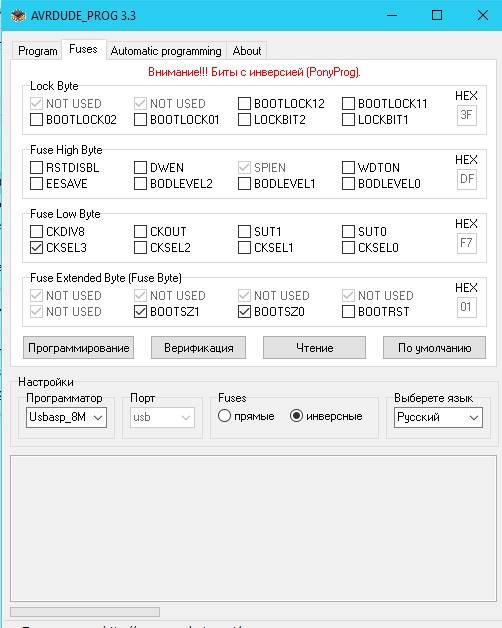 AVRDUDE_PROG 3.3
Program Fuses Automatic programming About
Внимание!!! Биты с инверсией (PonyProg).
Lock Byte
HEX
NOT USED NOT USED BOOTLOCK12 BOOTLOCK11
3F
BOOTLOCK02 BOOTLOCK01 LOCKBIT2 LOCKBIT1
Fuse High Byte
HEX
RSTDISBL DWEN SPIEN WDTON
DF
EESAVE BODLEVEL2 BODLEVEL1 BODLEVEL0
Fuse Low Byte
HEX
CKDIV8 CKOUT SUT1 SUT0
F7
CKSEL3 CKSEL2 CKSEL1 CKSEL0
Fuse Extended Byte (Fuse Byte)
HEX
NOT USED NOT USED NOT USED NOT USED
01
NOT USED BOOTSZ1 BOOTSZ0 BOOTRST
Программирование Верификация Чтение По умолчанию
Настройки
Программатор Порт Fuses Выберете язык
Usbasp_8M usb прямые инверсные Русский